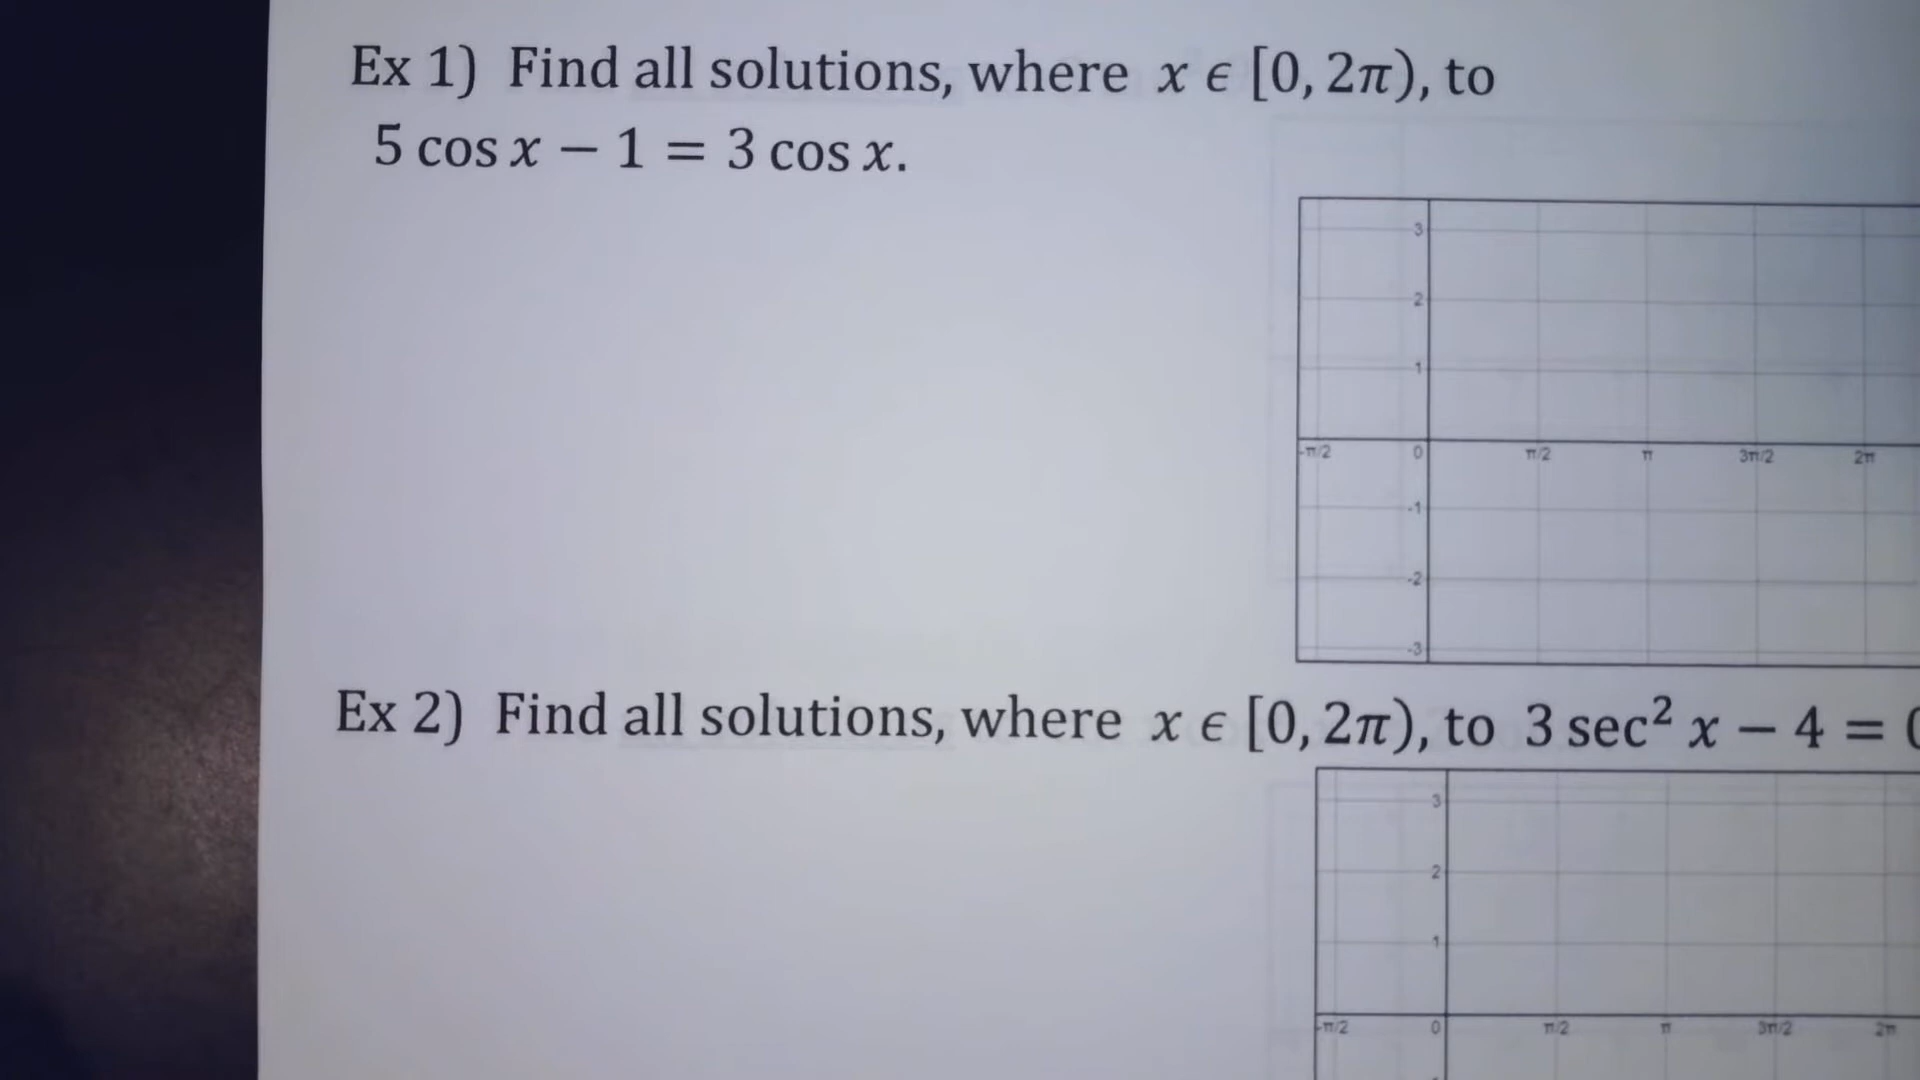 Ex 1) Find all solutions, where x ϵ [0, 2π), to
5 cos x − 1 = 3 cos x.
3
2
1
-π/2 0 π/2 π 3π/2 2π
-1
-2
-3
Ex 2) Find all solutions, where x ϵ [0, 2π), to 3 sec² x − 4 =
3
2
1
-π/2 0 π/2 π 3π/2 2π